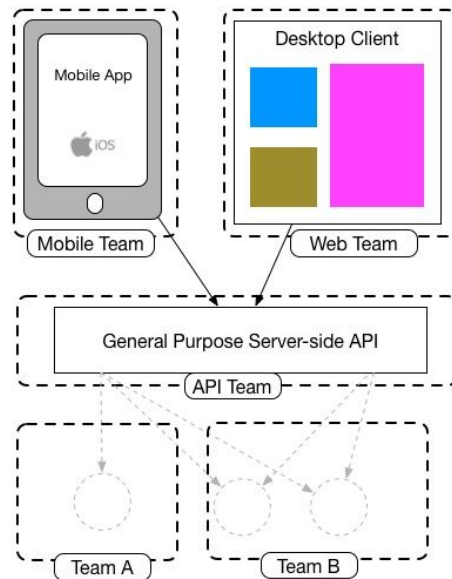 Mobile App
iOS
Mobile Team
Desktop Client
Web Team
General Purpose Server-side API
API Team
Team A
Team B